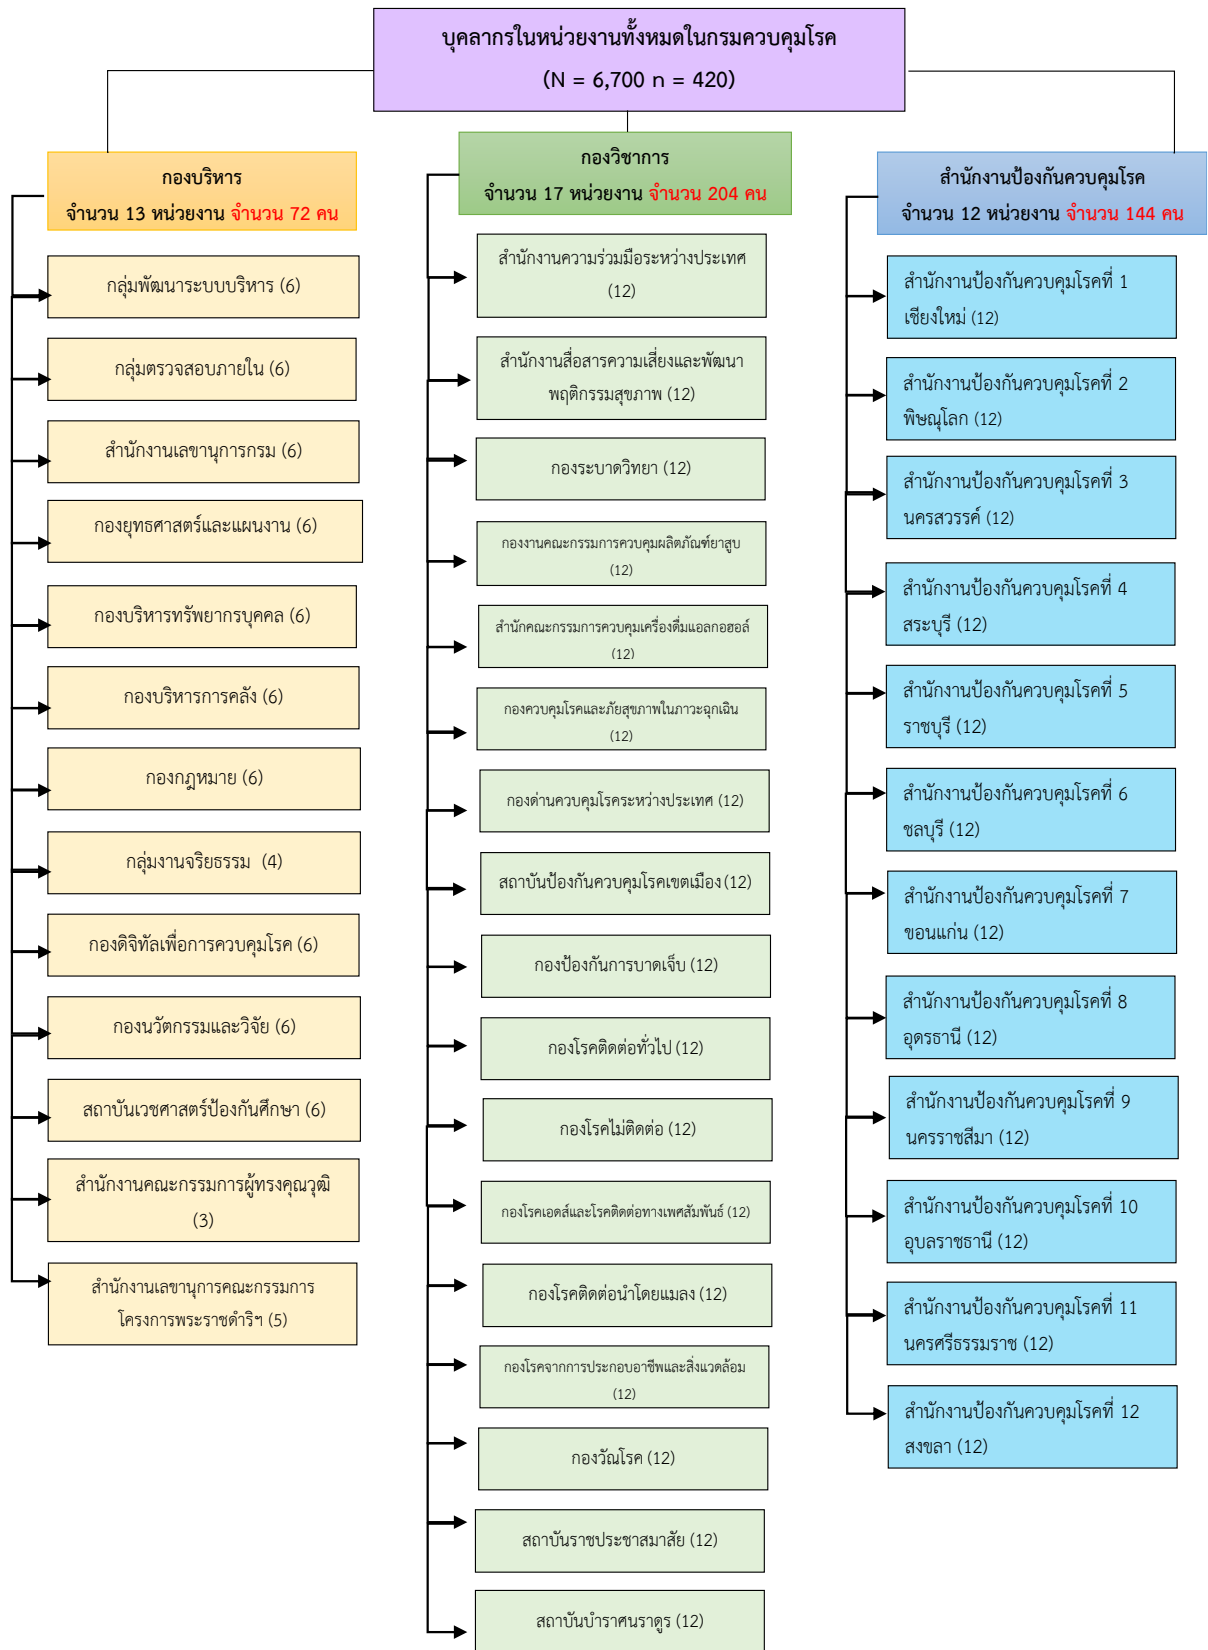 บุคลากรในหน่วยงานทั้งหมดในกรมควบคุมโรค
(N = 6,700 n = 420)
กองบริหาร
จำนวน 13 หน่วยงาน จำนวน 72 คน
กลุ่มพัฒนาระบบบริหาร (6)
กลุ่มตรวจสอบภายใน (6)
สำนักงานเลขานุการกรม (6)
กองยุทธศาสตร์และแผนงาน (6)
กองบริหารทรัพยากรบุคคล (6)
กองบริหารการคลัง (6)
กองกฎหมาย (6)
กลุ่มงานจริยธรรม (4)
กองดิจิทัลเพื่อการควบคุมโรค (6)
กองนวัตกรรมและวิจัย (6)
สถาบันเวชศาสตร์ป้องกันศึกษา (6)
สำนักงานคณะกรรมการผู้ทรงคุณวุฒิ
(3)
สำนักงานเลขานุการคณะกรรมการ
โครงการพระราชดำริฯ (5)
กองวิชาการ
จำนวน 17 หน่วยงาน จำนวน 204 คน
สำนักงานความร่วมมือระหว่างประเทศ
(12)
สำนักงานสื่อสารความเสี่ยงและพัฒนา
พฤติกรรมสุขภาพ (12)
กองระบาดวิทยา (12)
กองงานคณะกรรมการควบคุมผลิตภัณฑ์ยาสูบ
(12)
สำนักคณะกรรมการควบคุมเครื่องดื่มแอลกอฮอล์
(12)
กองควบคุมโรคและภัยสุขภาพในภาวะฉุกเฉิน
(12)
กองด่านควบคุมโรคระหว่างประเทศ (12)
สถาบันป้องกันควบคุมโรคเขตเมือง (12)
กองป้องกันการบาดเจ็บ (12)
กองโรคติดต่อทั่วไป (12)
กองโรคไม่ติดต่อ (12)
กองโรคเอดส์และโรคติดต่อทางเพศสัมพันธ์ (12)
กองโรคติดต่อนำโดยแมลง (12)
กองโรคจากการประกอบอาชีพและสิ่งแวดล้อม
(12)
กองวัณโรค (12)
สถาบันราชประชาสมาสัย (12)
สถาบันบำราศนราดูร (12)
สำนักงานป้องกันควบคุมโรค
จำนวน 12 หน่วยงาน จำนวน 144 คน
สำนักงานป้องกันควบคุมโรคที่ 1
เชียงใหม่ (12)
สำนักงานป้องกันควบคุมโรคที่ 2
พิษณุโลก (12)
สำนักงานป้องกันควบคุมโรคที่ 3
นครสวรรค์ (12)
สำนักงานป้องกันควบคุมโรคที่ 4
สระบุรี (12)
สำนักงานป้องกันควบคุมโรคที่ 5
ราชบุรี (12)
สำนักงานป้องกันควบคุมโรคที่ 6
ชลบุรี (12)
สำนักงานป้องกันควบคุมโรคที่ 7
ขอนแก่น (12)
สำนักงานป้องกันควบคุมโรคที่ 8
อุดรธานี (12)
สำนักงานป้องกันควบคุมโรคที่ 9
นครราชสีมา (12)
สำนักงานป้องกันควบคุมโรคที่ 10
อุบลราชธานี (12)
สำนักงานป้องกันควบคุมโรคที่ 11
นครศรีธรรมราช (12)
สำนักงานป้องกันควบคุมโรคที่ 12
สงขลา (12)